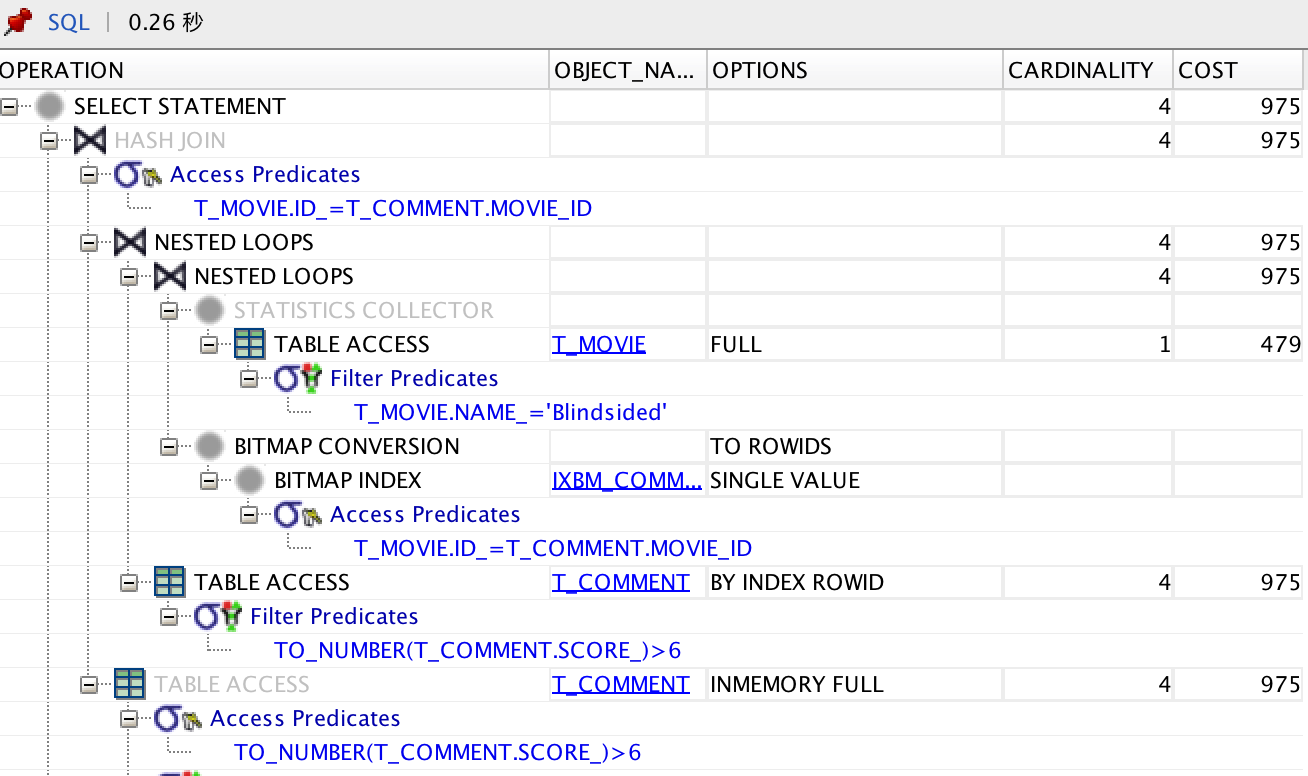 SQL | 0.26 秒
OPERATION OBJECT_NA... OPTIONS CARDINALITY COST
SELECT STATEMENT 4 975
HASH JOIN 4 975
Access Predicates
T_MOVIE.ID_=T_COMMENT.MOVIE_ID
NESTED LOOPS 4 975
NESTED LOOPS 4 975
STATISTICS COLLECTOR
TABLE ACCESS T_MOVIE FULL 1 479
Filter Predicates
T_MOVIE.NAME_='Blindsided'
BITMAP CONVERSION TO ROWIDS
BITMAP INDEX IXBM_COMM... SINGLE VALUE
Access Predicates
T_MOVIE.ID_=T_COMMENT.MOVIE_ID
TABLE ACCESS T_COMMENT BY INDEX ROWID 4 975
Filter Predicates
TO_NUMBER(T_COMMENT.SCORE_)>6
TABLE ACCESS T_COMMENT INMEMORY FULL 4 975
Access Predicates
TO_NUMBER(T_COMMENT.SCORE_)>6